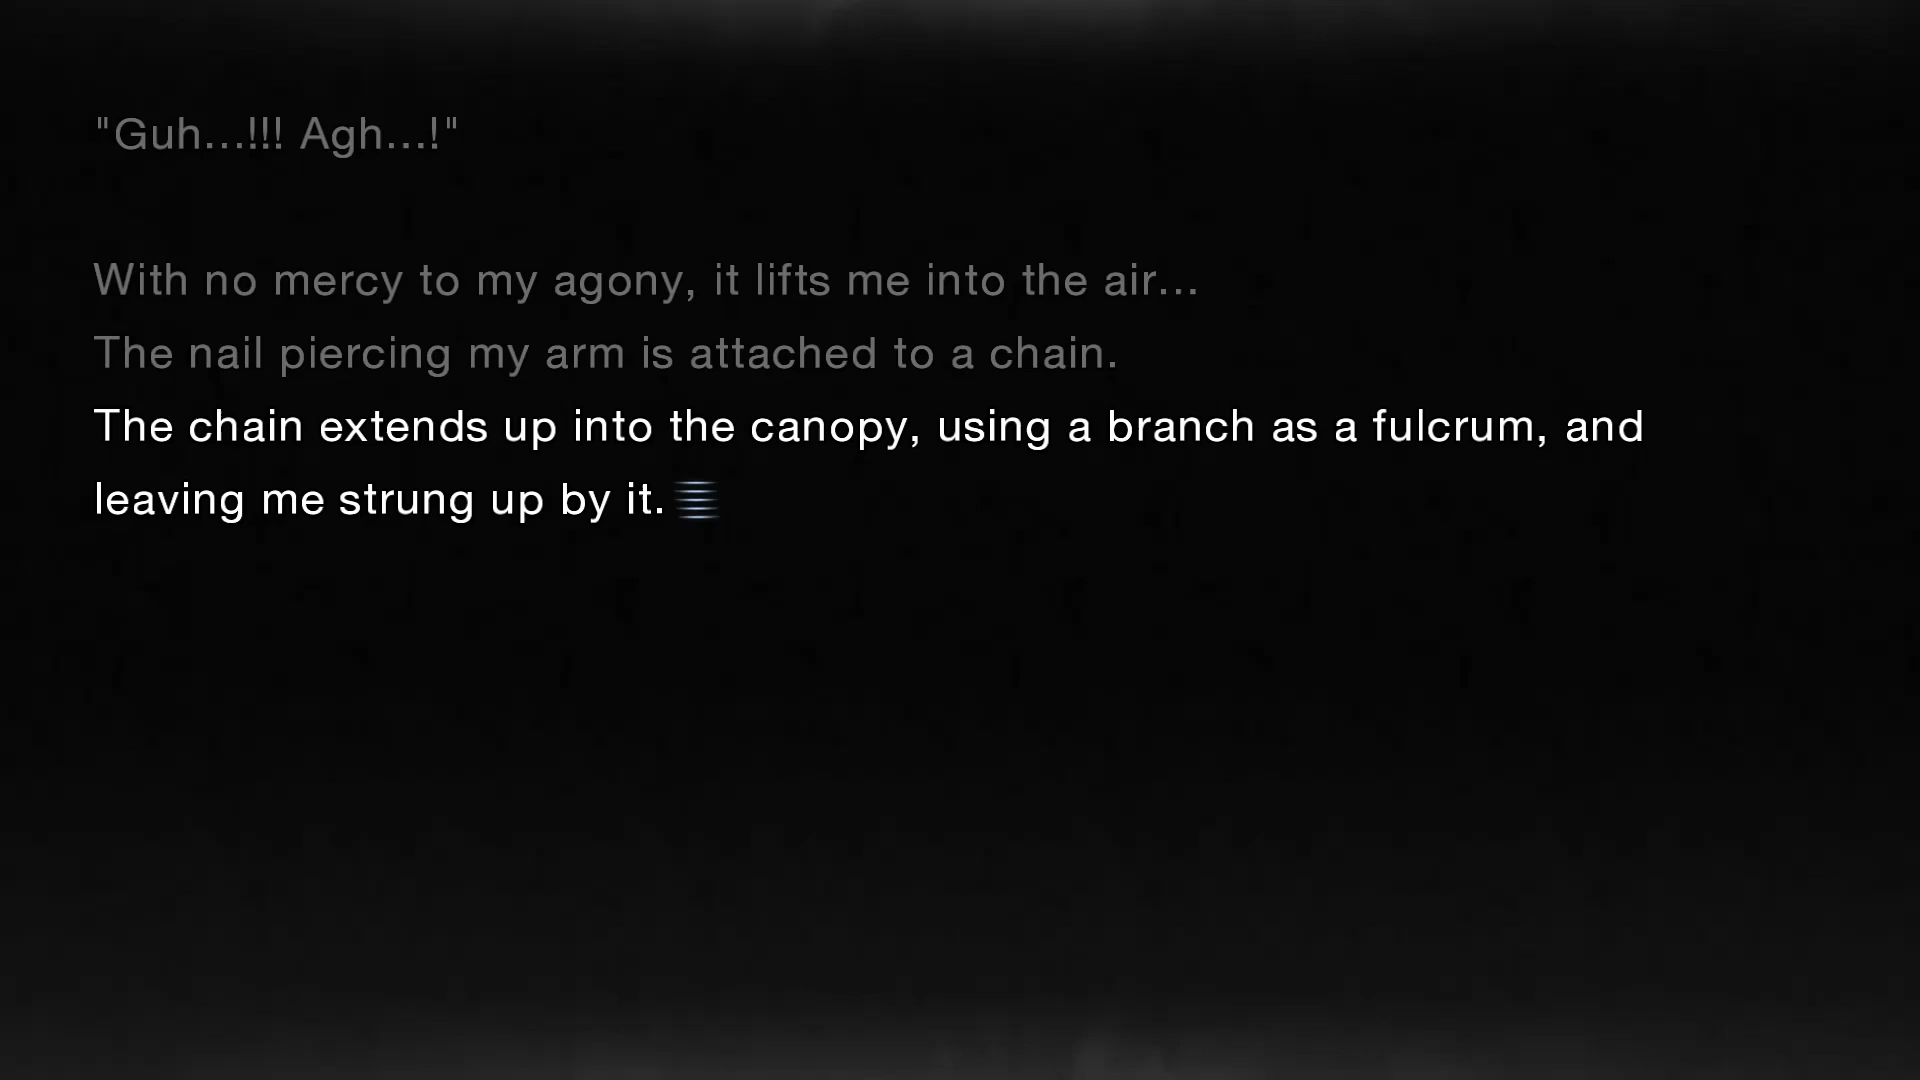 "Guh...!!! Agh...!"
With no mercy to my agony, it lifts me into the air...
The nail piercing my arm is attached to a chain.
The chain extends up into the canopy, using a branch as a fulcrum, and
leaving me strung up by it.